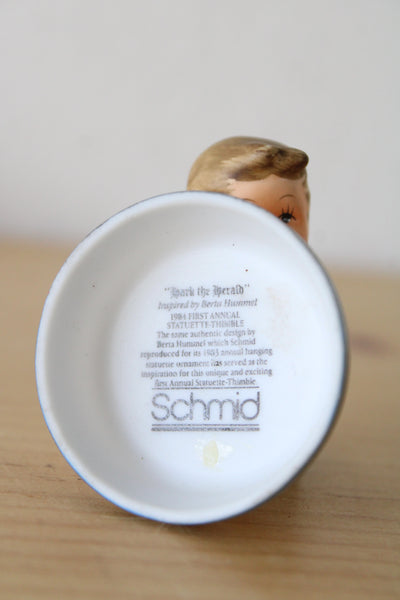 "Hark the Herald"
Inspired by Berta Hummel
1984 FIRST ANNUAL
STATUETTE-THIMBLE
The same authentic design by
Berta Hummel which Schmid
reproduced for its 1983 annual hanging
statuette ornament has served as the
inspiration for this unique and exciting
first Annual Statuette-Thimble.
Schmid